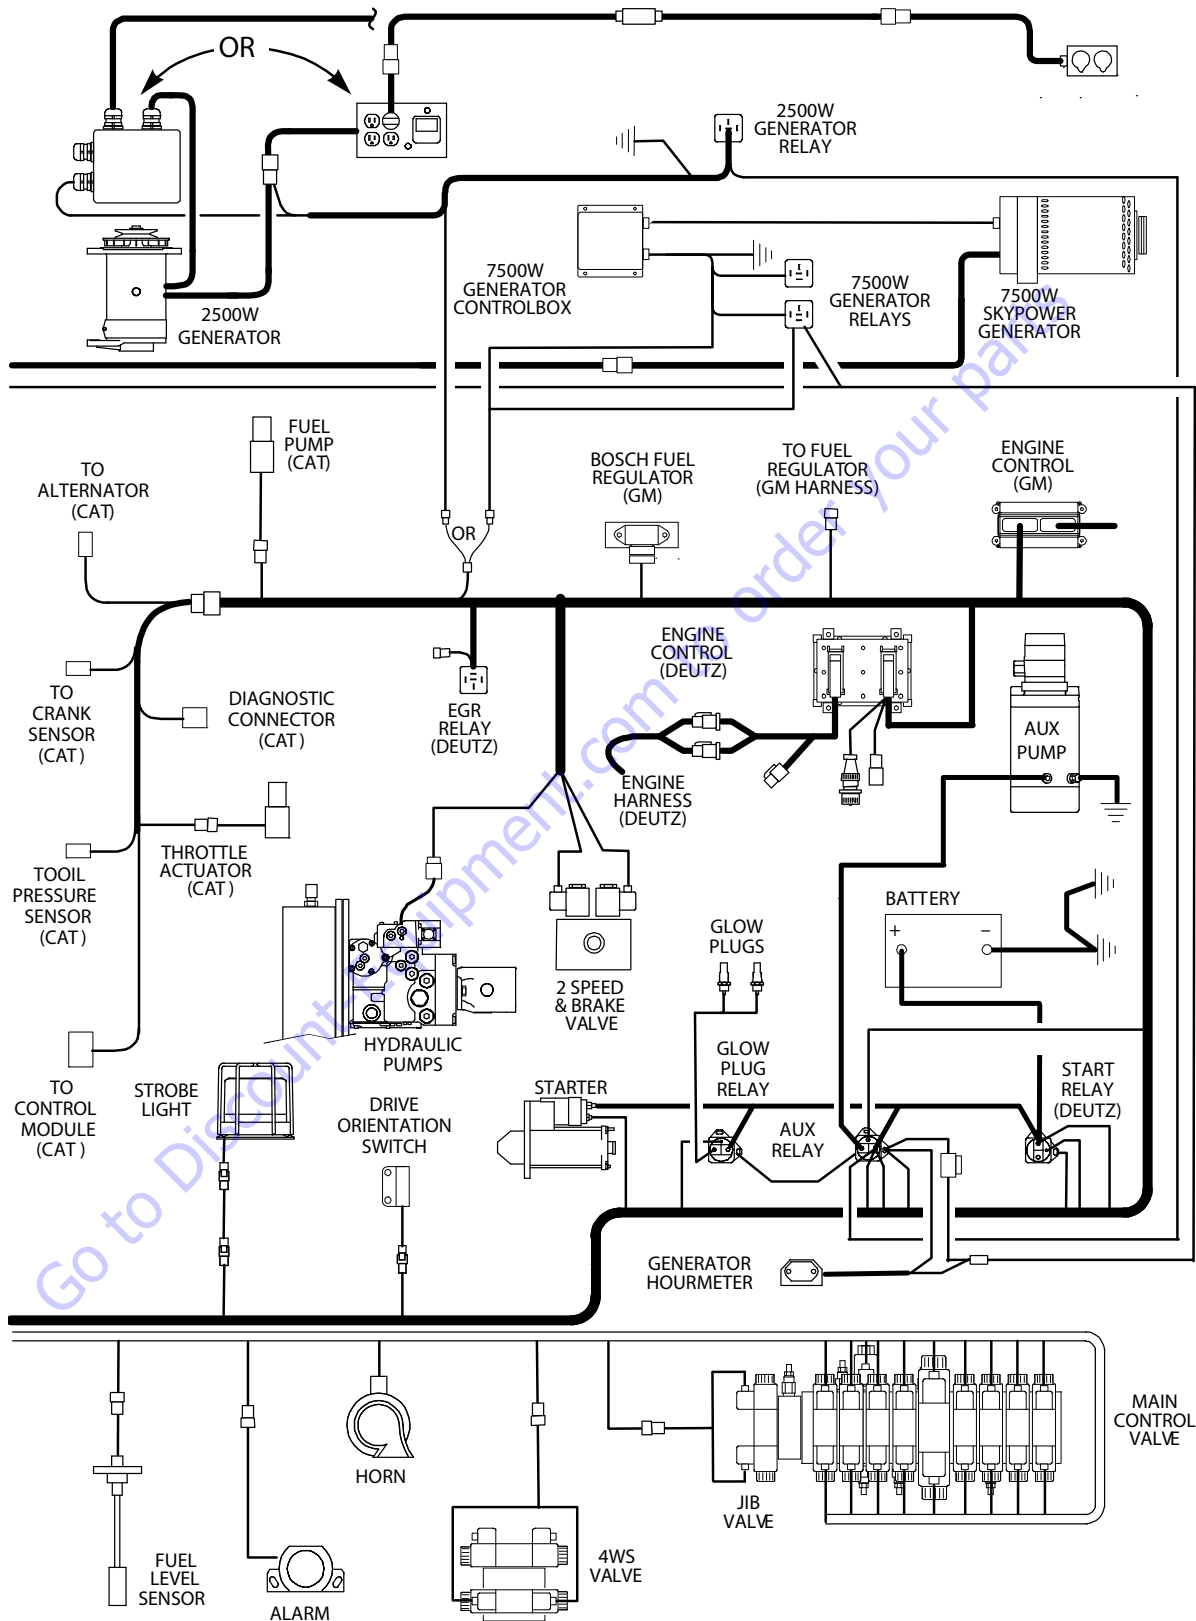 OR
2500W
GENERATOR
RELAY
7500W
GENERATOR
CONTROLBOX
7500W
GENERATOR
RELAYS
7500W
SKYPOWER
GENERATOR
2500W
GENERATOR
FUEL
PUMP
(CAT)
TO
ALTERNATOR
(CAT)
OR
BOSCH FUEL
REGULATOR
(GM)
TO FUEL
REGULATOR
(GM HARNESS)
ENGINE
CONTROL
(GM)
TO
CRANK
SENSOR
(CAT)
DIAGNOSTIC
CONNECTOR
(CAT)
EGR
RELAY
(DEUTZ)
ENGINE
CONTROL
(DEUTZ)
AUX
PUMP
ENGINE
HARNESS
(DEUTZ)
THROTTLE
ACTUATOR
(CAT)
TOOIL
PRESSURE
SENSOR
(CAT)
BATTERY
+
-
GLOW
PLUGS
2 SPEED
& BRAKE
VALVE
HYDRAULIC
PUMPS
TO
CONTROL
MODULE
(CAT)
STROBE
LIGHT
DRIVE
ORIENTATION
SWITCH
STARTER
GLOW
PLUG
RELAY
AUX
RELAY
START
RELAY
(DEUTZ)
GENERATOR
HOURMETER
MAIN
CONTROL
VALVE
HORN
JIB
VALVE
FUEL
LEVEL
SENSOR
ALARM
4WS
VALVE
Go to Discount-Equipment.com to order your parts